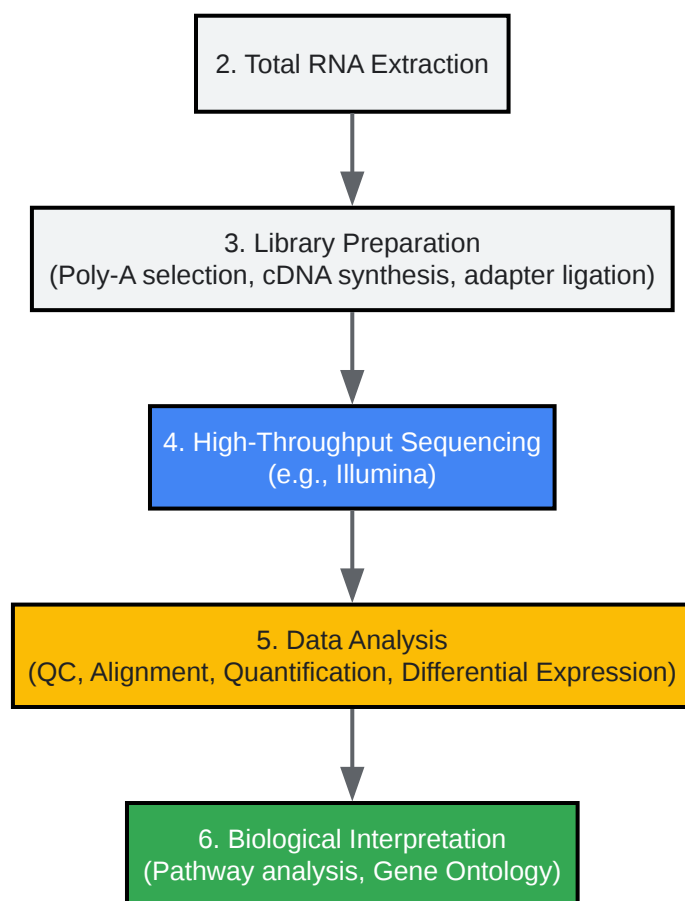 2. Total RNA Extraction
3. Library Preparation
(Poly-A selection, cDNA synthesis, adapter ligation)
4. High-Throughput Sequencing
(e.g., Illumina)
5. Data Analysis
(QC, Alignment, Quantification, Differential Expression)
6. Biological Interpretation
(Pathway analysis, Gene Ontology)